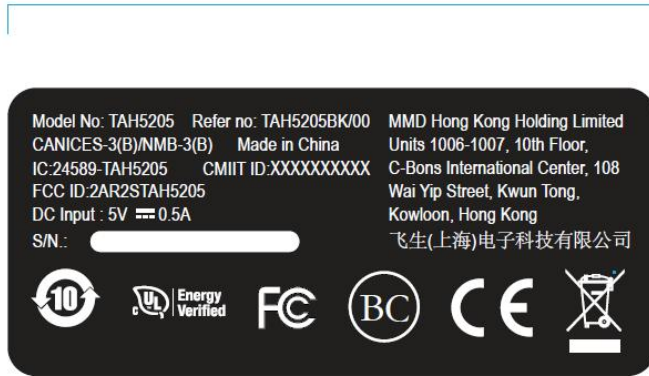 Model No: TAH5205 Refer no: TAH5205BK/00
CANICES-3(B)/NMB-3(B) Made in China
IC:24589-TAH5205 CMIIT ID:XXXXXXXXXX
FCC ID:2AR2STAH5205
DC Input : 5V ⎓ 0.5A
S/N.:
MMD Hong Kong Holding Limited
Units 1006-1007, 10th Floor,
C-Bons International Center, 108
Wai Yip Street, Kwun Tong,
Kowloon, Hong Kong
飞生(上海)电子科技有限公司
10
c UL Energy
Verified
FC
BC
CE